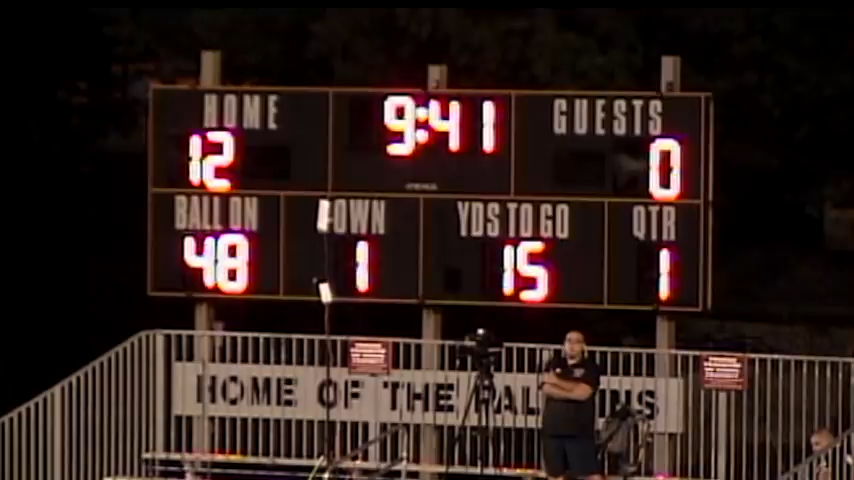 HOME
9:41
GUESTS
12
0
BALL ON
DOWN
YDS TO GO
QTR
48
1
15
1
HOME OF THE